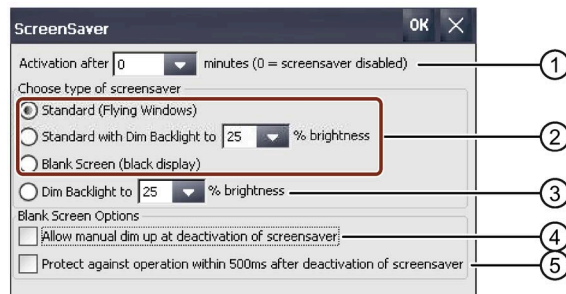 ScreenSaver OK
Activation after 0 minutes (0 = screensaver disabled) 1
Choose type of screensaver
Standard (Flying Windows)
Standard with Dim Backlight to 25 % brightness 2
Blank Screen (black display)
Dim Backlight to 25 % brightness 3
Blank Screen Options
Allow manual dim up at deactivation of screensaver 4
Protect against operation within 500ms after deactivation of screensaver 5